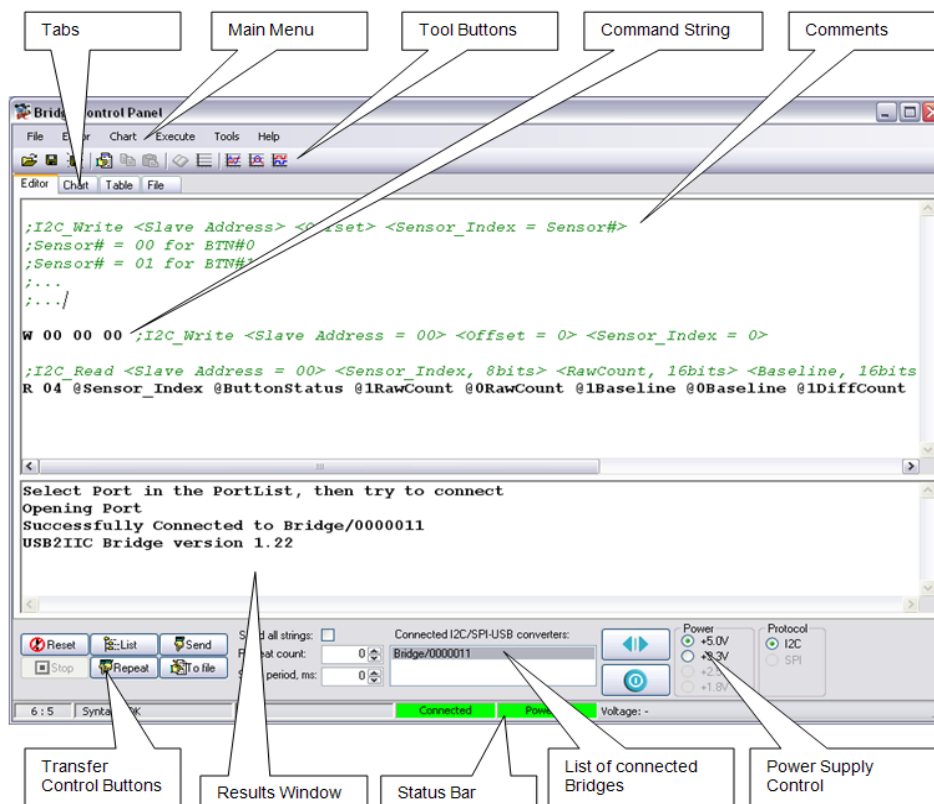 Tabs
Main Menu
Tool Buttons
Command String
Comments
Control Panel
File Chart Execute Tools Help
Editor Chart Table File
;I2C_Write <Slave Address> <Offset> <Sensor_Index = Sensor#>
;Sensor# = 00 for BTN#0
;Sensor# = 01 for BTN#1
;...
;...
W 00 00 00 ;I2C_Write <Slave Address = 00> <Offset = 0> <Sensor_Index = 0>
;I2C_Read <Slave Address = 00> <Sensor_Index, 8bits> <RawCount, 16bits> <Baseline, 16bits
R 04 @Sensor_Index @ButtonStatus @1RawCount @0RawCount @1Baseline @0Baseline @1DiffCount
Select Port in the PortList, then try to connect
Opening Port
Successfully Connected to Bridge/0000011
USB2IIC Bridge version 1.22
Reset List Send
Stop Repeat To file
all strings:
count: 0
period, ms: 0
Connected I2C/SPI-USB converters:
Bridge/0000011
Power
+5.0V
+3.3V
+1.8V
Protocol
I2C
SPI
6 : 5 OK Connected Voltage: -
Transfer
Control Buttons
Results Window
Status Bar
List of connected
Bridges
Power Supply
Control